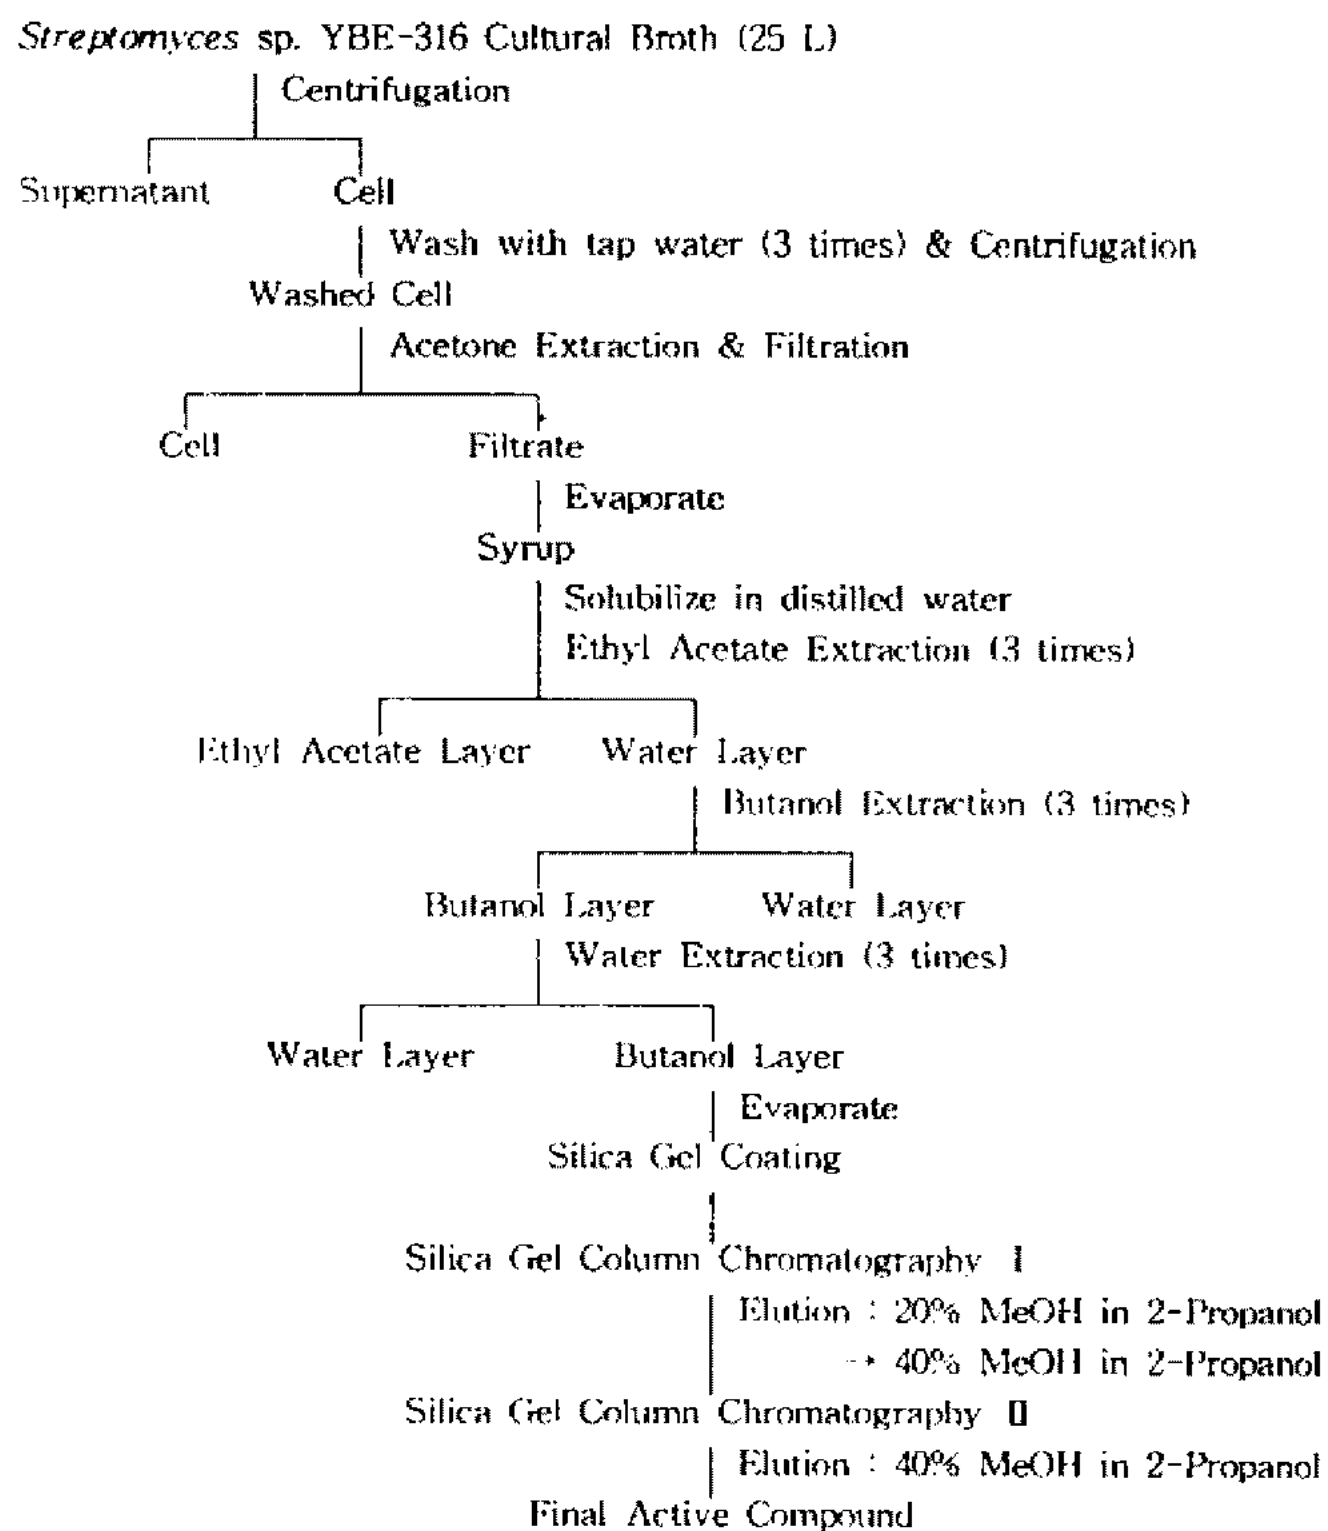 Streptomyces sp. YBE-316 Cultural Broth (25 L)
Centrifugation
Supernatant Cell
Wash with tap water (3 times) & Centrifugation
Washed Cell
Acetone Extraction & Filtration
Cell Filtrate
Evaporate
Syrup
Solubilize in distilled water
Ethyl Acetate Extraction (3 times)
Ethyl Acetate Layer Water Layer
Butanol Extraction (3 times)
Butanol Layer Water Layer
Water Extraction (3 times)
Water Layer Butanol Layer
Evaporate
Silica Gel Coating
Silica Gel Column Chromatography I
Elution : 20% MeOH in 2-Propanol
→ 40% MeOH in 2-Propanol
Silica Gel Column Chromatography II
Elution : 40% MeOH in 2-Propanol
Final Active Compound